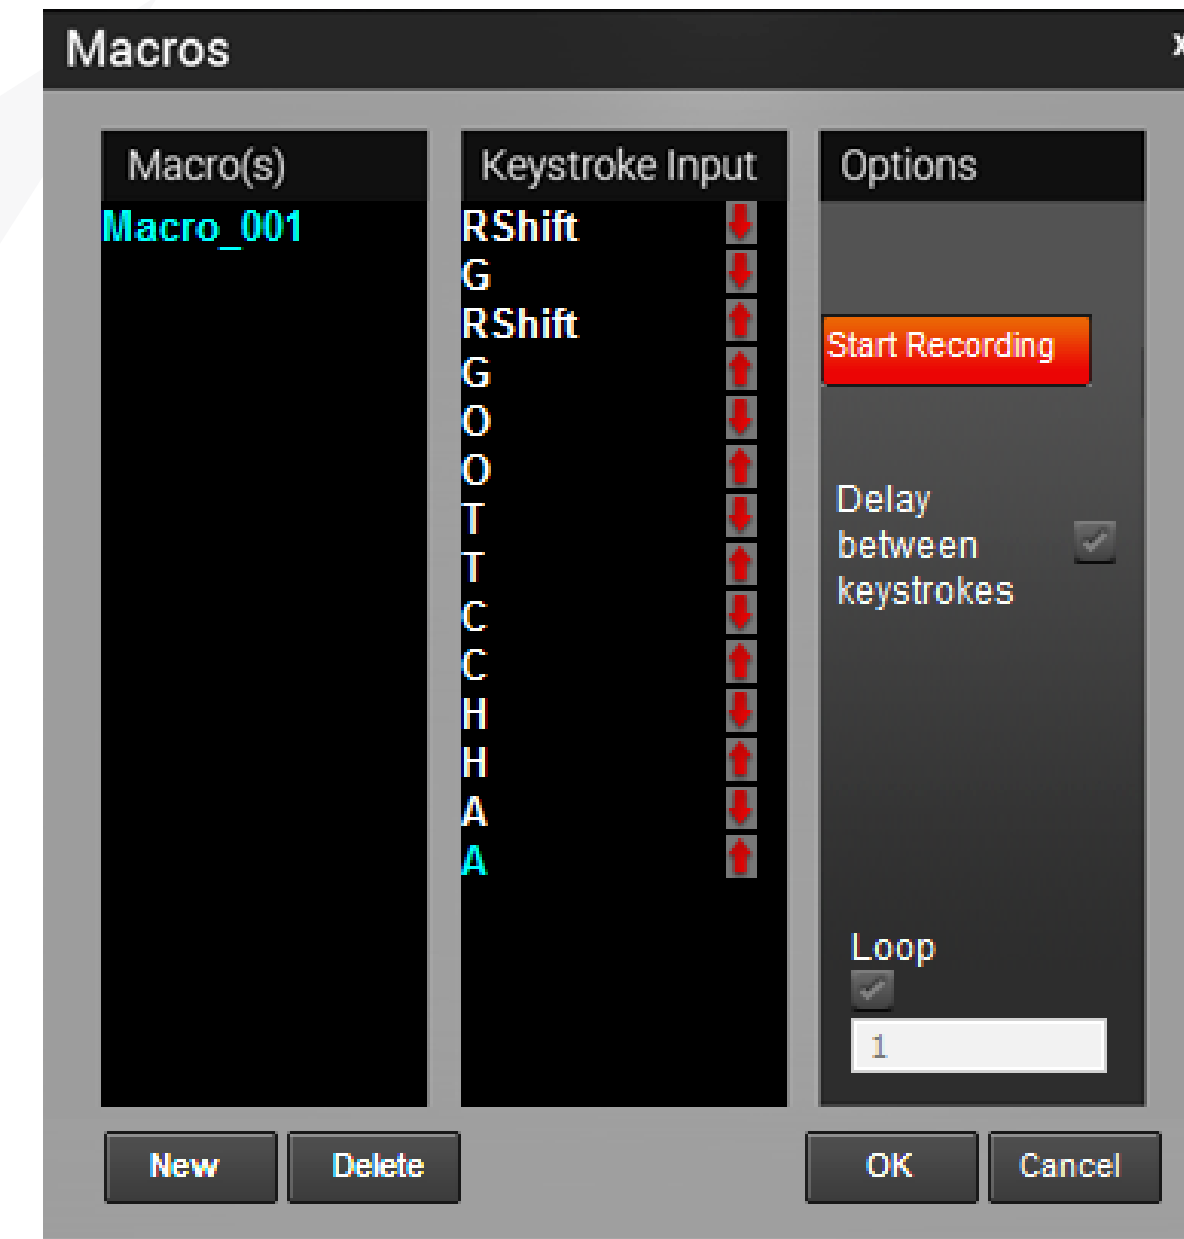 Macros
x
Macro(s)
Macro_001
Keystroke Input
RShift
G
RShift
G
O
O
T
T
C
C
H
H
A
A
Options
Start Recording
Delay
between
keystrokes
Loop
1
New
Delete
OK
Cancel